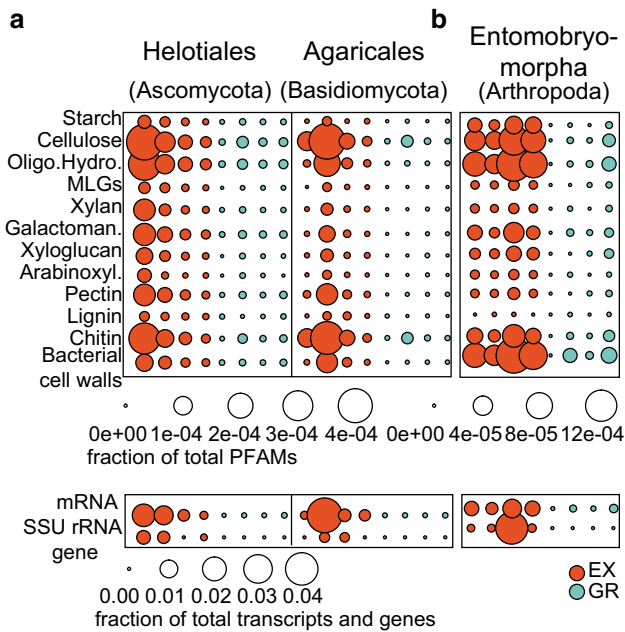 a
b
Helotiales
(Ascomycota)
Agaricales
(Basidiomycota)
Entomobryo-
morpha
(Arthropoda)
Starch
Cellulose
Oligo.Hydro.
MLGs
Xylan
Galactoman.
Xyloglucan
Arabinoxyl.
Pectin
Lignin
Chitin
Bacterial
cell walls
0e+00 1e-04 2e-04 3e-04 4e-04 0e+00 4e-05 8e-05 12e-04
fraction of total PFAMs
mRNA
SSU rRNA
gene
0.00 0.01 0.02 0.03 0.04
fraction of total transcripts and genes
EX
GR